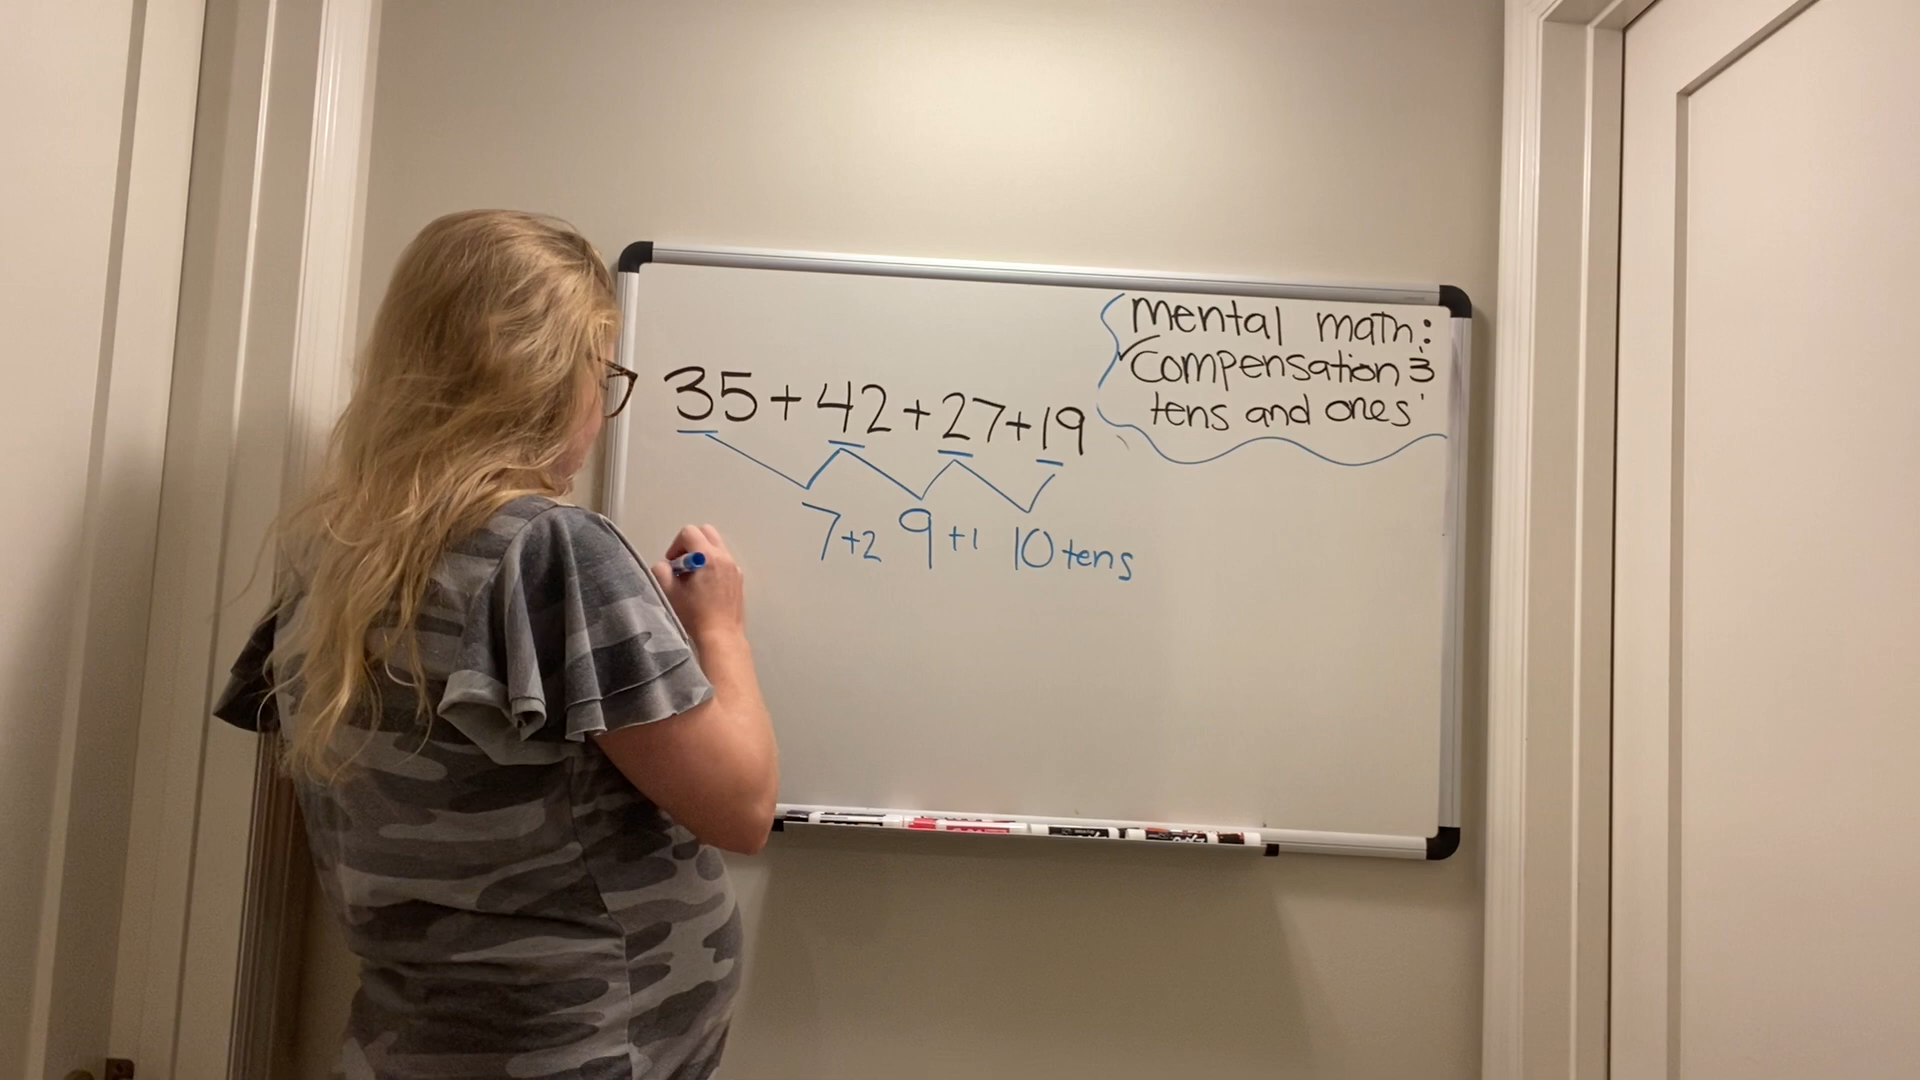 mental math:
compensation &
tens and ones
35+42+27+19
7+2 9+1 10 tens